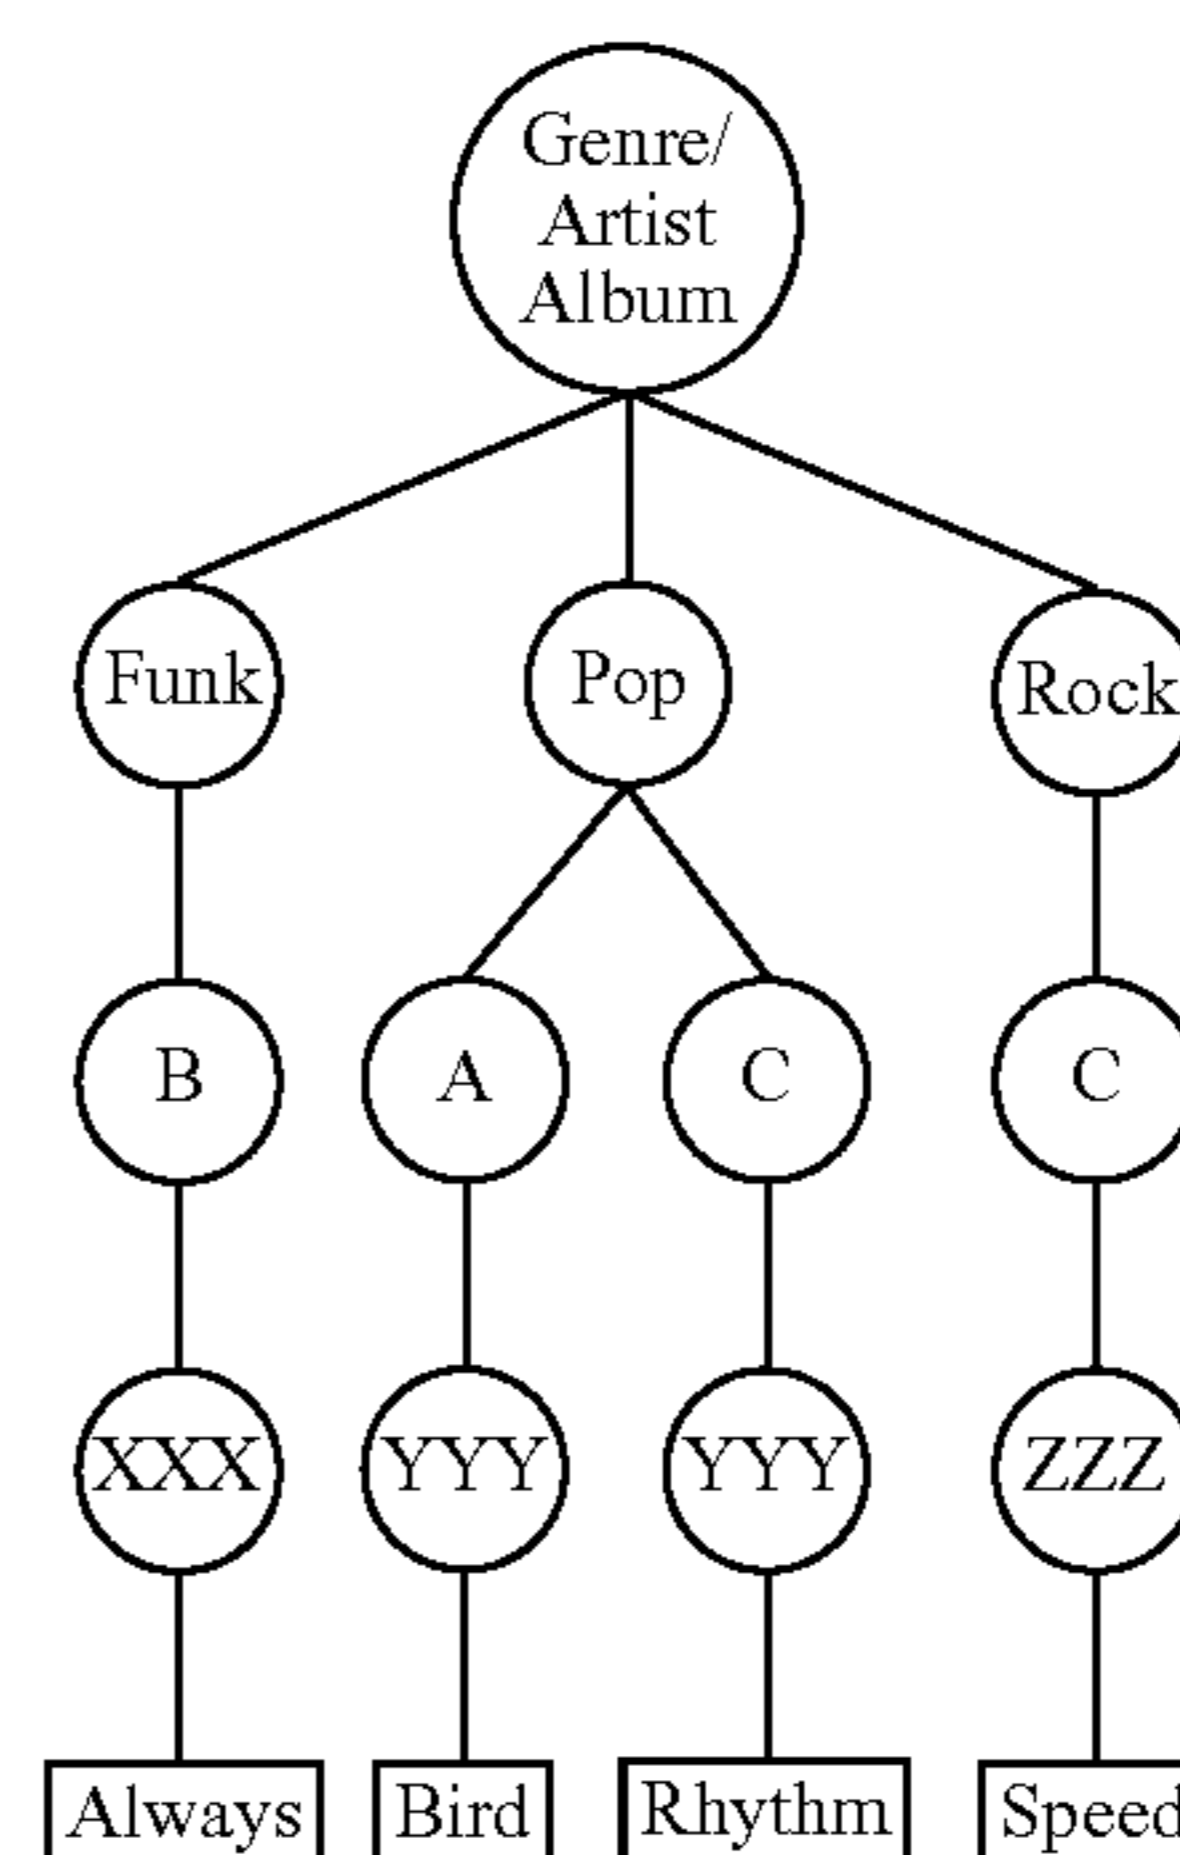 Genre/
Artist
Album
Funk
Pop
Rock
B
A
C
C
XXX
YYY
YYY
ZZZ
Always
Bird
Rhythm
Speed